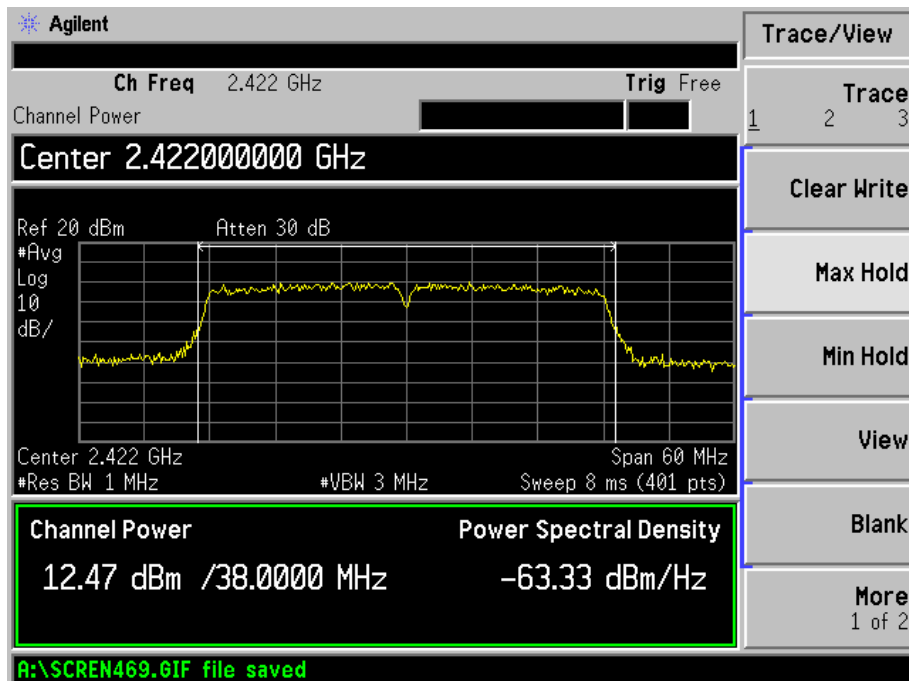 Agilent
Trace/View
Ch Freq 2.422 GHz
Trig Free
Channel Power
Trace
1 2 3
Center 2.422000000 GHz
Clear Write
Ref 20 dBm
Atten 30 dB
#Avg
Log
10
dB/
Max Hold
Min Hold
View
Center 2.422 GHz
Span 60 MHz
#Res BW 1 MHz
#VBW 3 MHz
Sweep 8 ms (401 pts)
Blank
Channel Power
Power Spectral Density
12.47 dBm /38.0000 MHz
-63.33 dBm/Hz
More
1 of 2
A:\SCREN469.GIF file saved